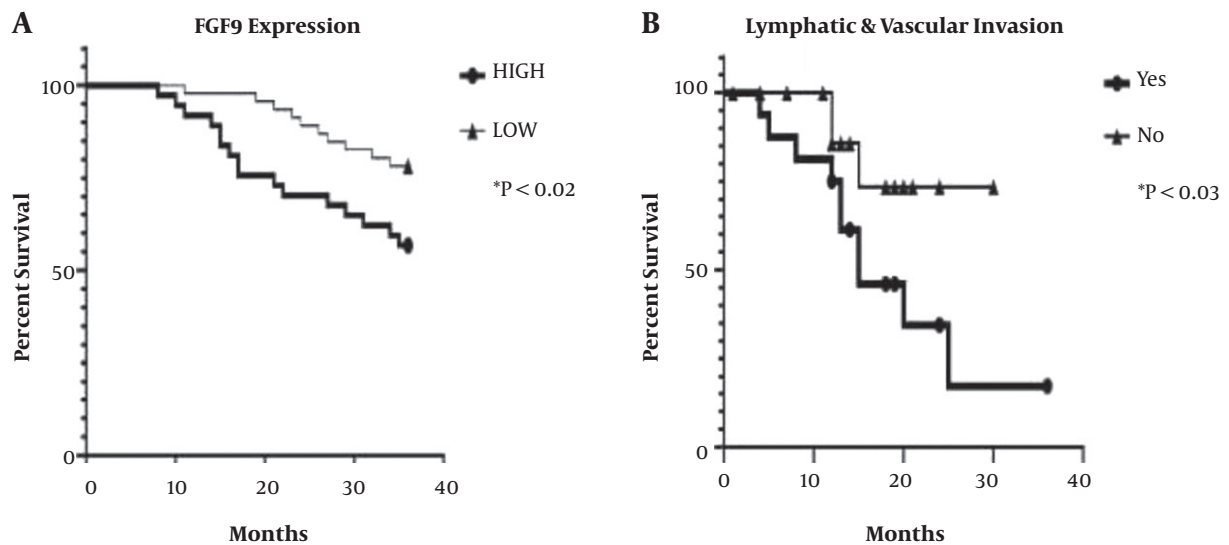 A
FGF9 Expression
HIGH
LOW
*P < 0.02
Percent Survival
100
50
0
0 10 20 30 40
Months
B
Lymphatic & Vascular Invasion
Yes
No
*P < 0.03
Percent Survival
100
50
0
0 10 20 30 40
Months